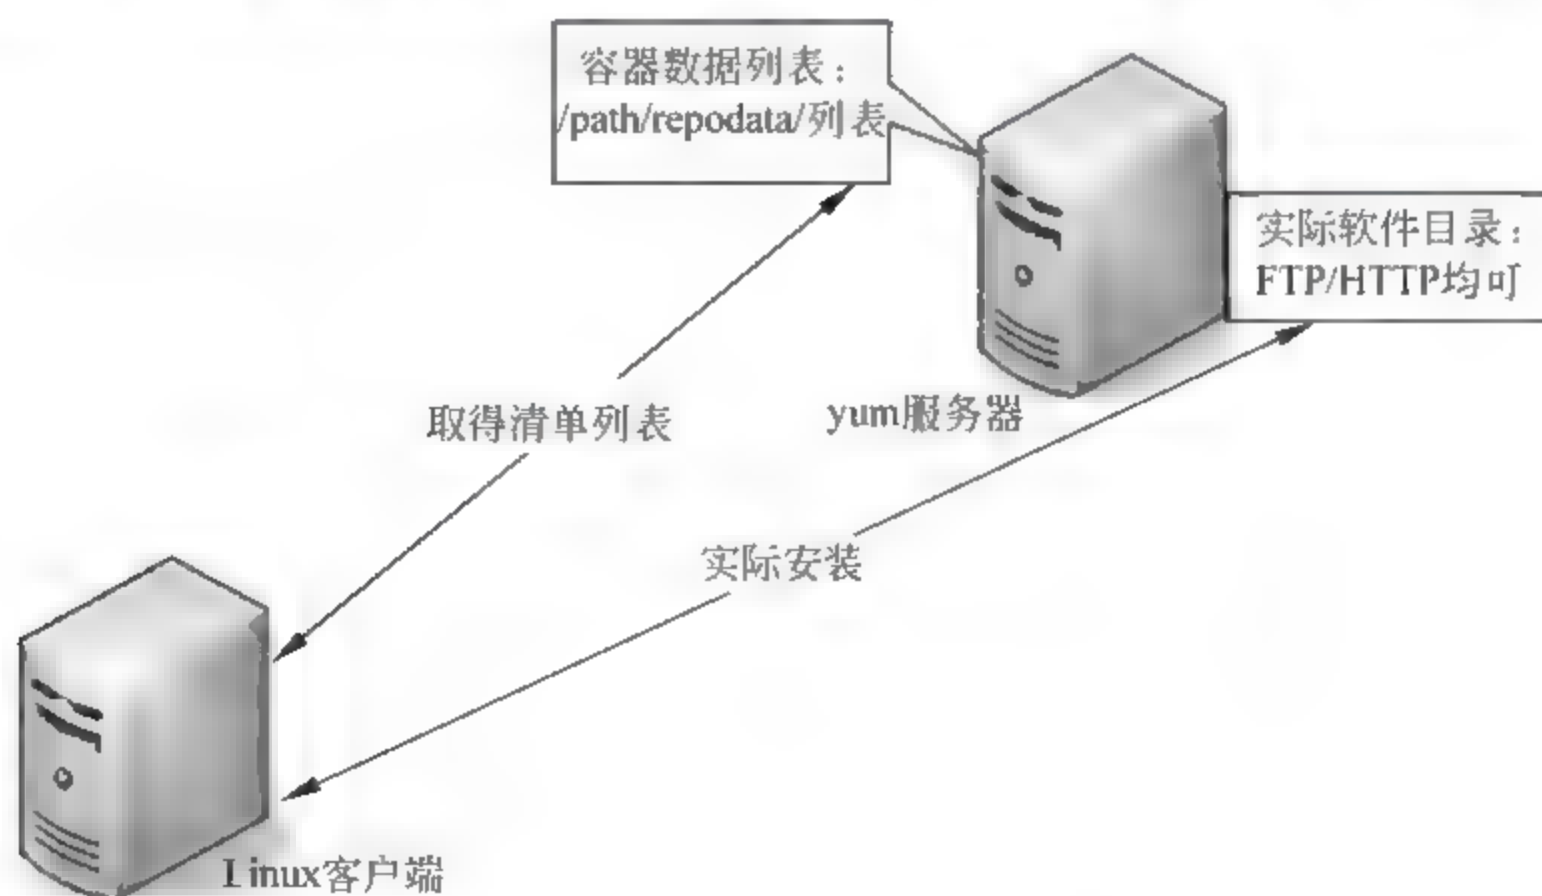 容器数据列表：
/path/repodata/列表
实际软件目录：
FTP/HTTP均可
取得清单列表
yum服务器
实际安装
Linux客户端